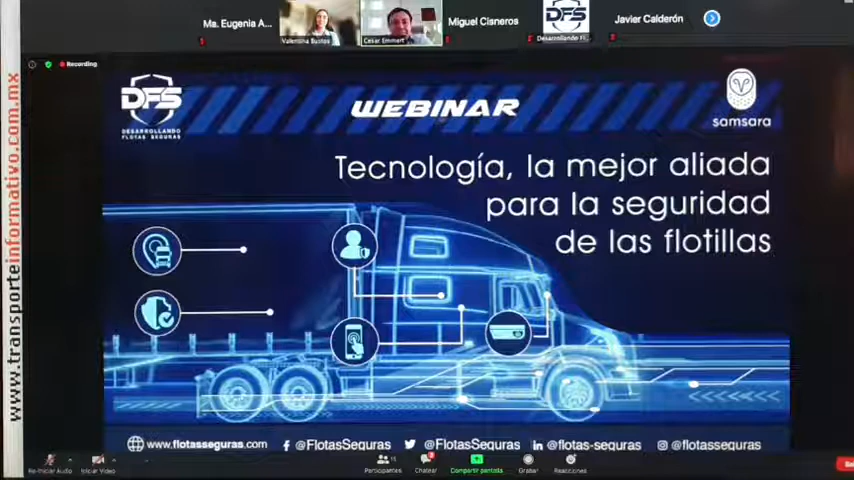 Ma. Eugenia A...
Valentina Bustos
Cesar Emmert
Miguel Cisneros
DFS
Desarrollando Fl...
Javier Calderón
Recording
www.transporteinformativo.com.mx
DFS
DESARROLLANDO
FLOTAS SEGURAS
WEBINAR
samsara
Tecnología, la mejor aliada
para la seguridad
de las flotillas
www.flotasseguras.com
@FlotasSeguras
@FlotasSeguras
@flotas-seguras
@flotasseguras
Iniciar Video
Participantes
Chatear
Compartir pantalla
Grabar
Reacciones